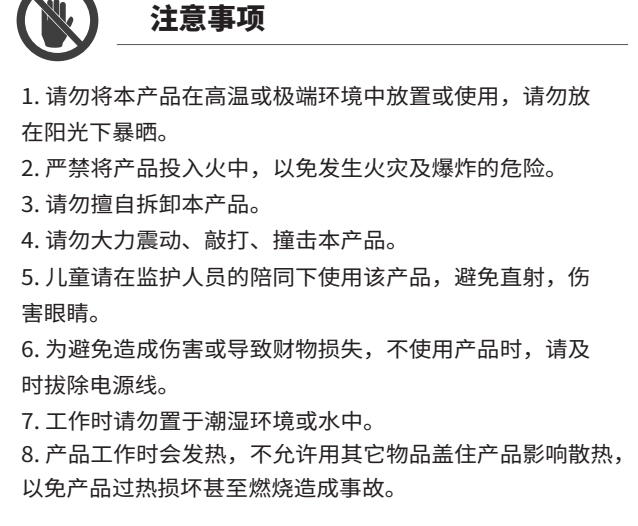 注意事项
1. 请勿将本产品在高温或极端环境中放置或使用，请勿放
在阳光下暴晒。
2. 严禁将产品投入火中，以免发生火灾及爆炸的危险。
3. 请勿擅自拆卸本产品。
4. 请勿大力震动、敲打、撞击本产品。
5. 儿童请在监护人员的陪同下使用该产品，避免直射，伤
害眼睛。
6. 为避免造成伤害或导致财物损失，不使用产品时，请及
时拔除电源线。
7. 工作时请勿置于潮湿环境或水中。
8. 产品工作时会发热，不允许用其它物品盖住产品影响散热，
以免产品过热损坏甚至燃烧造成事故。